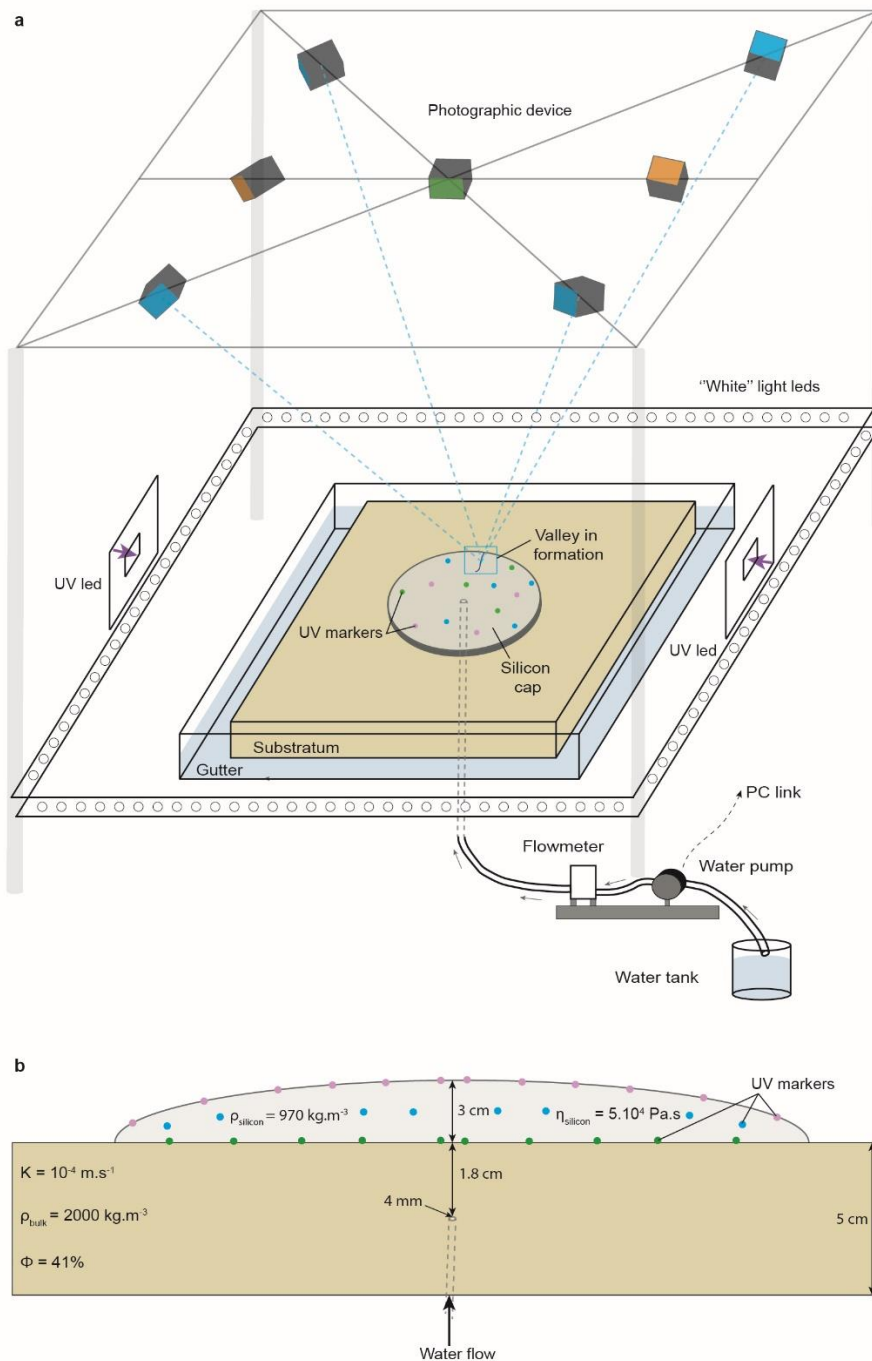 a
Photographic device
"White" light leds
UV led
Valley in
formation
UV markers
Silicon
cap
UV led
Substratum
Gutter
PC link
Flowmeter
Water pump
Water tank
b
UV markers
ρsilicon = 970 kg.m-3
3 cm
ηsilicon = 5.10⁴ Pa.s
K = 10-4 m.s-1
1.8 cm
4 mm
ρbulk = 2000 kg.m-3
5 cm
Φ = 41%
Water flow